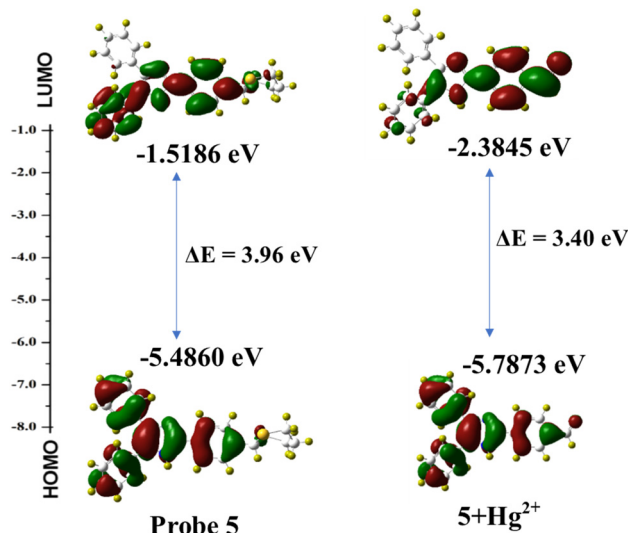 LUMO
-1.0
-2.0
-3.0
-4.0
-5.0
-6.0
-7.0
-8.0
HOMO
-1.5186 eV
ΔE = 3.96 eV
-5.4860 eV
Probe 5
-2.3845 eV
ΔE = 3.40 eV
-5.7873 eV
5+Hg²⁺